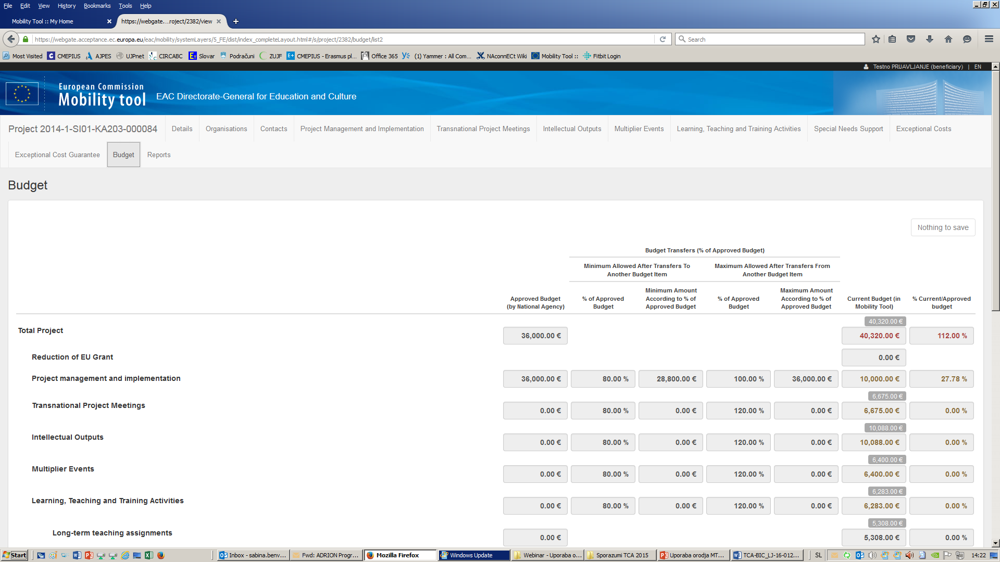 File Edit View History Bookmarks Tools Help
Mobility Tool :: My Home
https://webgate....roject/2382/view
https://webgate.acceptance.ec.europa.eu/eac/mobility/systemLayers/5_FE/dist/index_completeLayout.html#/s/project/2382/budget/list2
Search
Most Visited CMEPIUS AJPES UJPnet CIRCABC Slovar Področuni ZUJF CMEPIUS - Erasmus pl... Office 365 (1) Yammer : All Com... NAconnECt Wiki Mobility Tool :: Fitbit Login
Testno PRIJAVLJANJE (beneficiary) | EN
European Commission
Mobility tool
EAC Directorate-General for Education and Culture
Project 2014-1-SI01-KA203-000084 Details Organisations Contacts Project Management and Implementation Transnational Project Meetings Intellectual Outputs Multiplier Events Learning, Teaching and Training Activities Special Needs Support Exceptional Costs
Exceptional Cost Guarantee Budget Reports
Budget
Nothing to save
Budget Transfers (% of Approved Budget)
Minimum Allowed After Transfers To Another Budget Item
Maximum Allowed After Transfers From Another Budget Item
Approved Budget (by National Agency)
% of Approved Budget
Minimum Amount According to % of Approved Budget
% of Approved Budget
Maximum Amount According to % of Approved Budget
Current Budget (in Mobility Tool)
% Current/Approved budget
40,320.00 €
Total Project 36,000.00 € 40,320.00 € 112.00 %
Reduction of EU Grant 0.00 €
Project management and implementation 36,000.00 € 80.00 % 28,800.00 € 100.00 % 36,000.00 € 10,000.00 € 27.78 %
6,675.00 €
Transnational Project Meetings 0.00 € 80.00 % 0.00 € 120.00 % 0.00 € 6,675.00 € 0.00 %
10,088.00 €
Intellectual Outputs 0.00 € 80.00 % 0.00 € 120.00 % 0.00 € 10,088.00 € 0.00 %
6,400.00 €
Multiplier Events 0.00 € 80.00 % 0.00 € 120.00 % 0.00 € 6,400.00 € 0.00 %
6,283.00 €
Learning, Teaching and Training Activities 0.00 € 80.00 % 0.00 € 120.00 % 0.00 € 6,283.00 € 0.00 %
5,308.00 €
Long-term teaching assignments 0.00 € 5,308.00 € 0.00 %
Start Inbox - sabina.benv... Fwd: ADRION Progr... Mozilla Firefox Windows Update Webinar - Uporaba o... Sporazumi TCA 2015 Uporaba orodja MT... TCA-BIC_LJ-16-012... SL 14:22